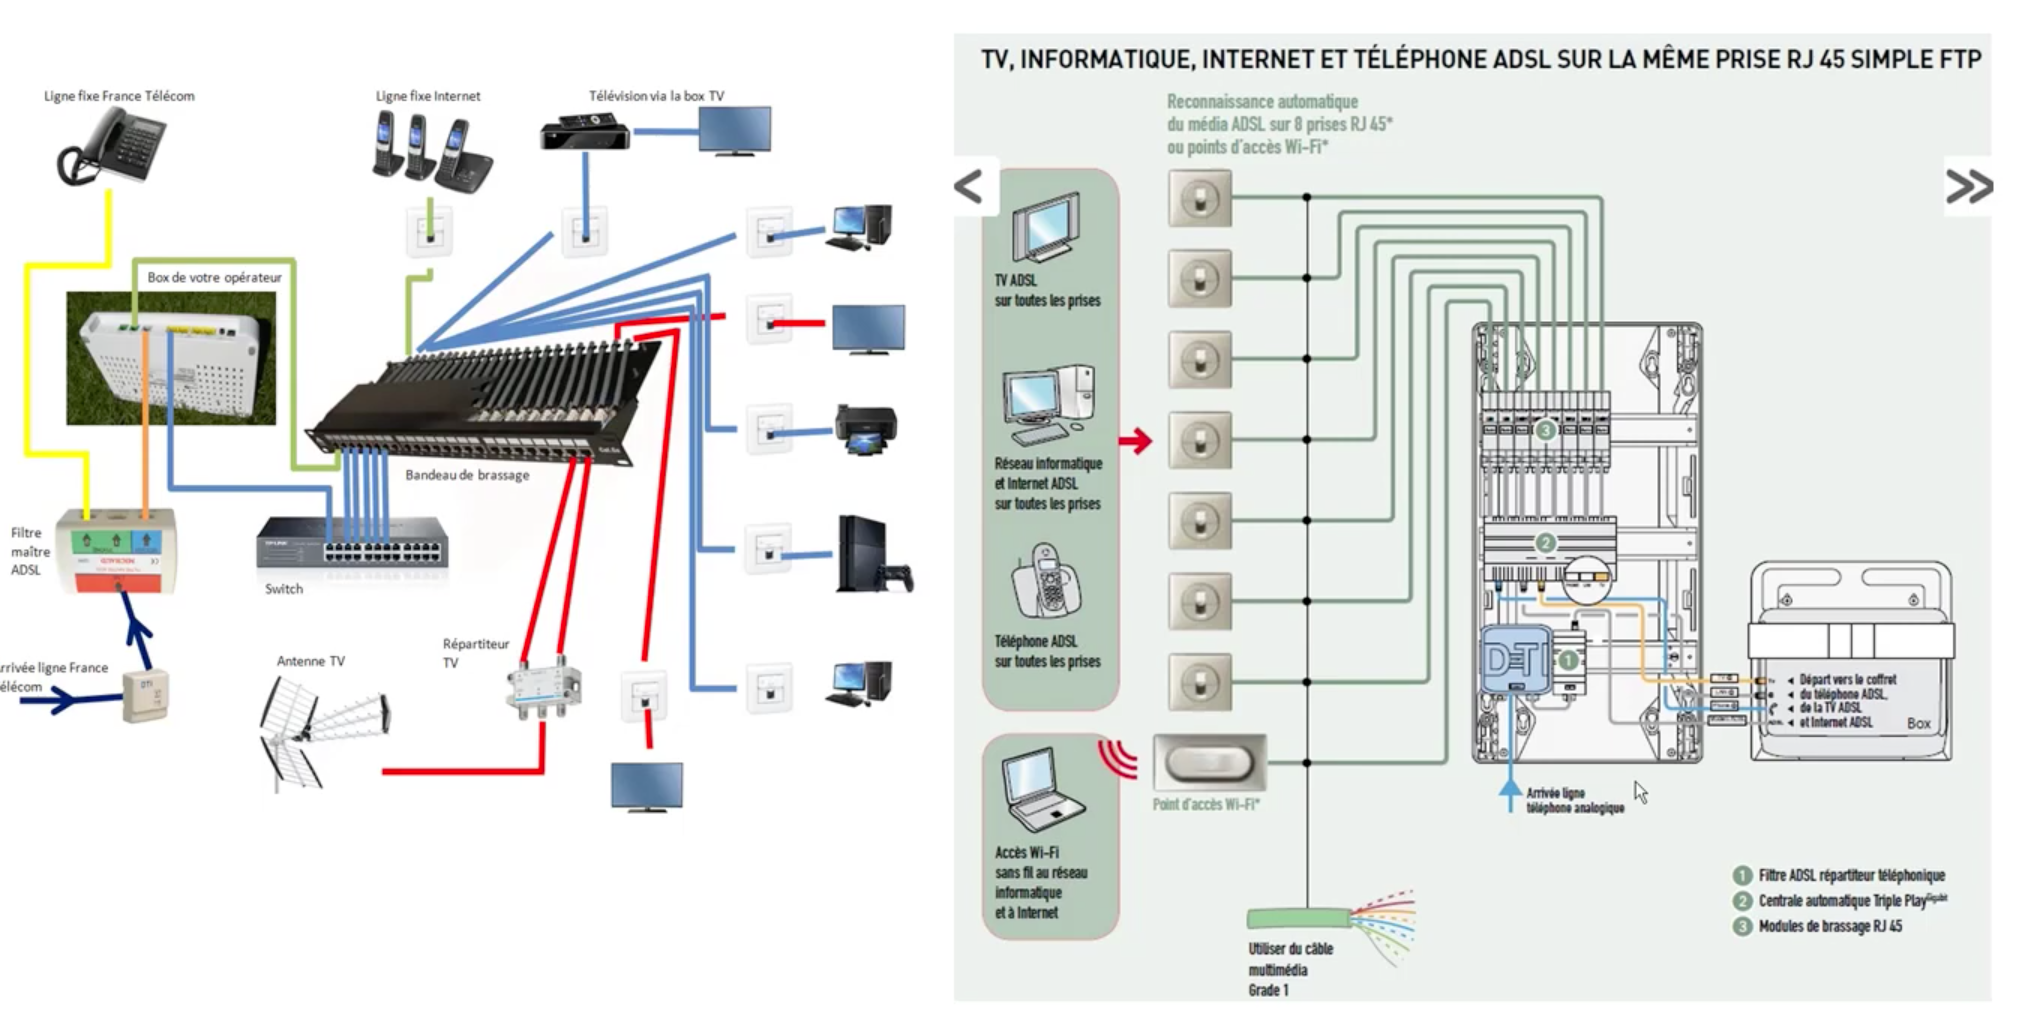 Ligne fixe France Télécom
Ligne fixe Internet
Télévision via la box TV
Box de votre opérateur
Bandeau de brassage
Filtre
maître
ADSL
Switch
rrivée ligne France
élécom
DTI
Antenne TV
Répartiteur
TV
TV, INFORMATIQUE, INTERNET ET TÉLÉPHONE ADSL SUR LA MÊME PRISE RJ 45 SIMPLE FTP
Reconnaissance automatique
du média ADSL sur 8 prises RJ 45*
ou points d'accès Wi-Fi*
<
>>
TV ADSL
sur toutes les prises
Réseau informatique
et Internet ADSL
sur toutes les prises
Téléphone ADSL
sur toutes les prises
Accès Wi-Fi
sans fil au réseau
informatique
et à Internet
Point d'accès Wi-Fi*
Utiliser du câble
multimédia
Grade 1
3
2
1
DTI
Arrivée ligne
téléphone analogique
Départ vers le coffret
du téléphone ADSL,
de la TV ADSL
et Internet ADSL
Box
1 Filtre ADSL répartiteur téléphonique
2 Centrale automatique Triple Play Gigabit
3 Modules de brassage RJ 45